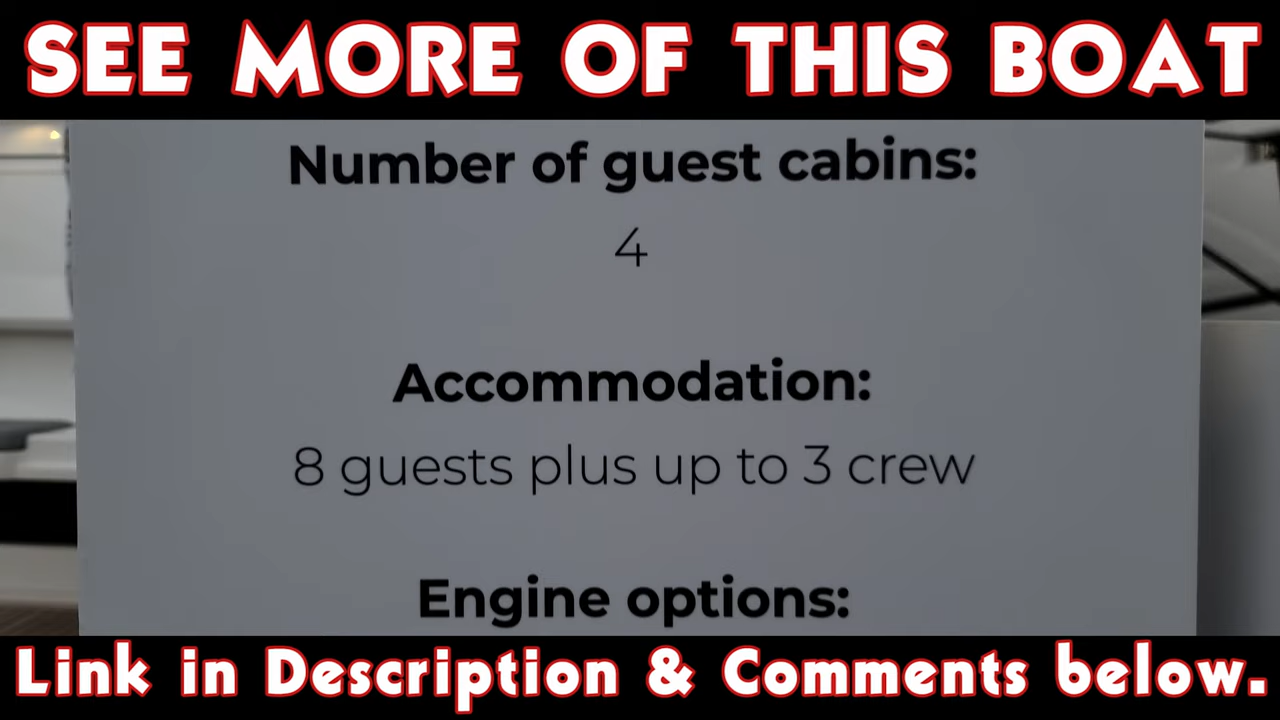 SEE MORE OF THIS BOAT
Number of guest cabins:
4
Accommodation:
8 guests plus up to 3 crew
Engine options:
Link in Description & Comments below.